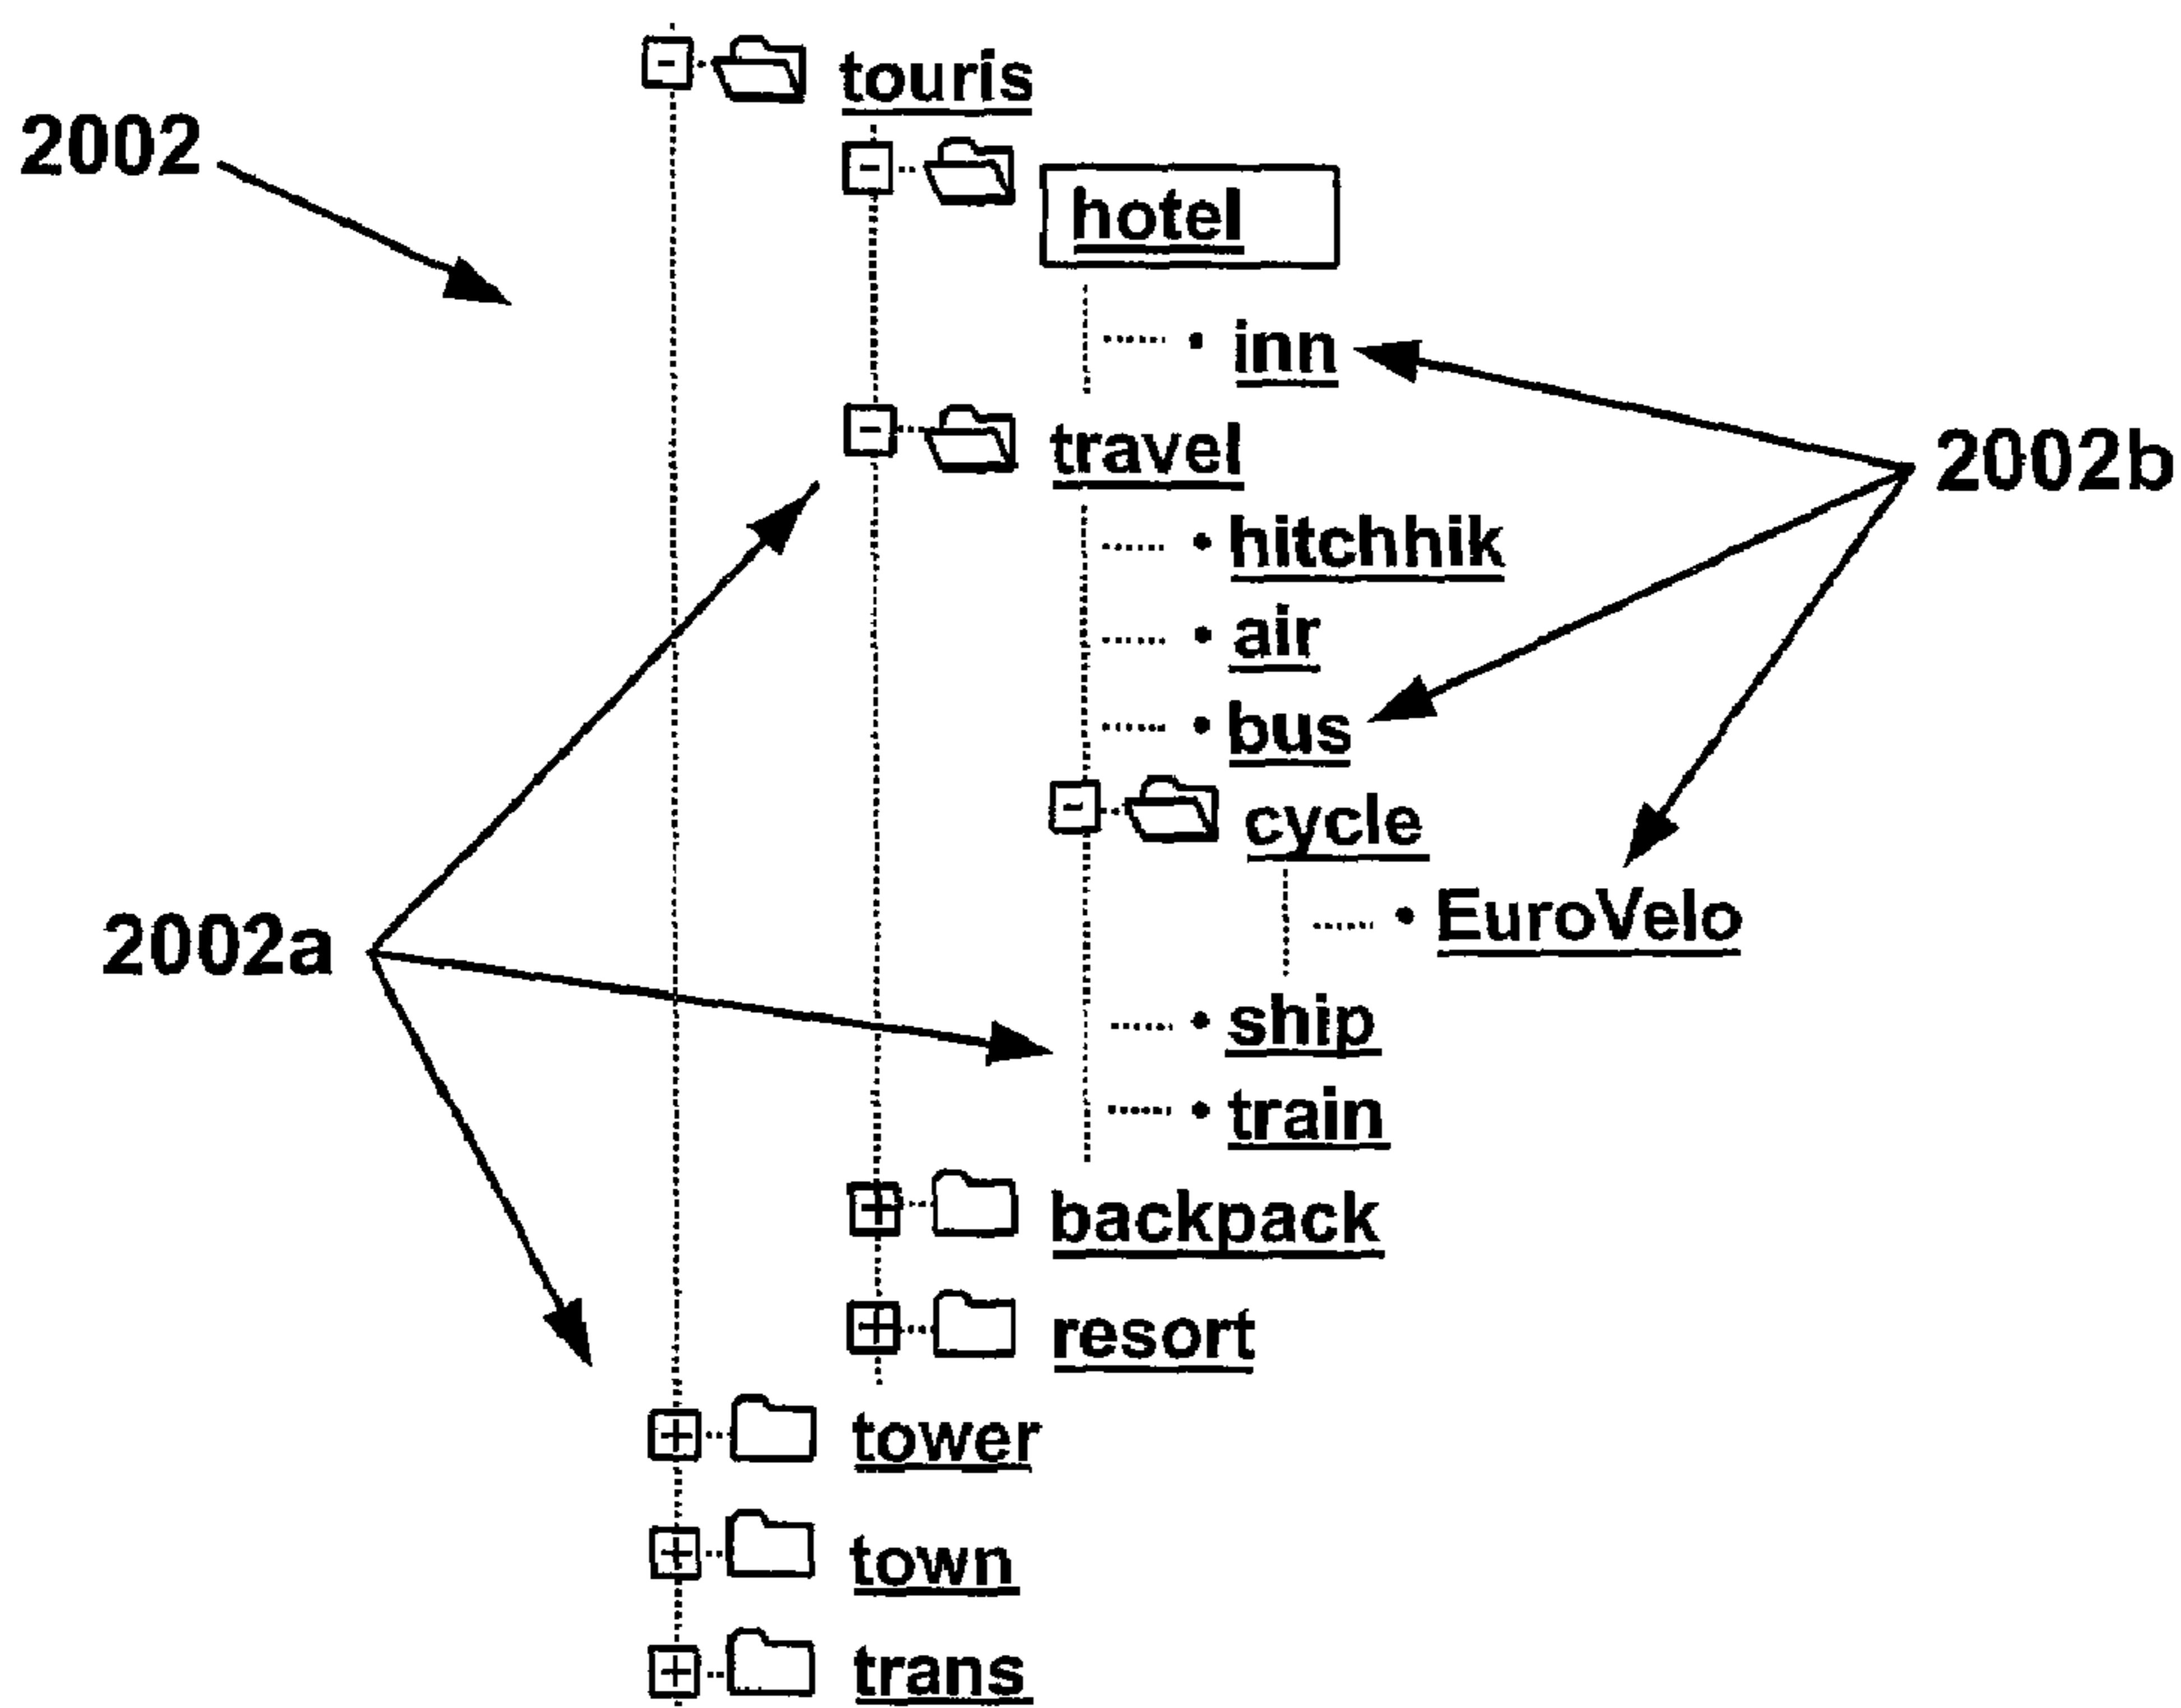 touris
2002
hotel
inn
travel
2002b
hitchhik
air
bus
cycle
EuroVelo
2002a
ship
train
backpack
resort
tower
town
trans